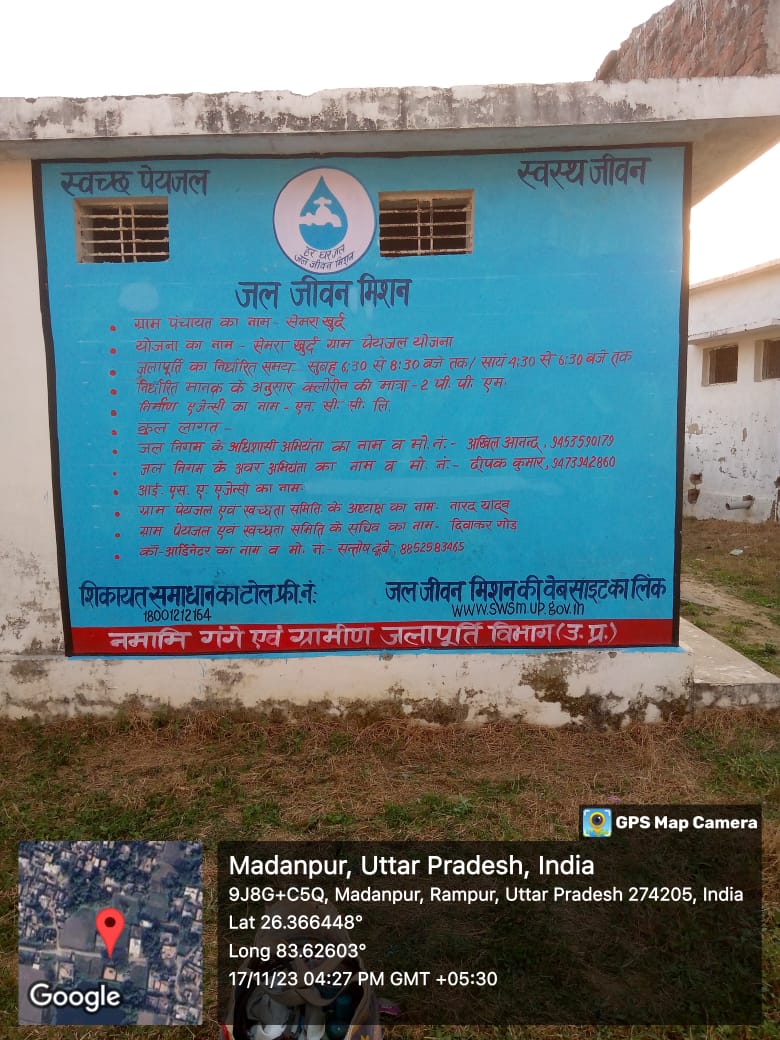 स्वच्छ पेयजल
स्वस्थ जीवन
हर घर जल
जल जीवन मिशन
जल जीवन मिशन
• ग्राम पंचायत का नाम - सेमरा खुर्द
• योजना का नाम - सेमरा खुर्द ग्राम पेयजल योजना
• जलापूर्ति का निर्धारित समय- सुबह 6:30 से 8:30 बजे तक/ सायं 4:30 से 6:30 बजे तक
• निर्धारित मानक के अनुसार क्लोरीन की मात्रा - 2 पी. पी. एम.
• निर्माण एजेन्सी का नाम - एन. सी. सी. लि.
• कुल लागत -
• जल निगम के अधिशासी अभियंता का नाम व मो. नं:- अखिल आनन्द, 9453590179
• जल निगम के अवर अभियंता का नाम व मो. नं:- दीपक कुमार, 9473942860
• आई. एस. ए. एजेन्सी का नाम-
• ग्राम पेयजल एवं स्वच्छता समिति के अध्यक्ष का नाम- नारद यादव
• ग्राम पेयजल एवं स्वच्छता समिति के सचिव का नाम- दिवाकर गोड़
• को-आर्डिनेटर का नाम व मो. नं.- सन्तोष दूबे, 8852583465
शिकायत समाधान का टोल फ्री. नं:
18001212164
जल जीवन मिशन की वेबसाइट का लिंक
www.swsm.up.gov.in
नमामि गंगे एवं ग्रामीण जलापूर्ति विभाग (उ. प्र.)
GPS Map Camera
Madanpur, Uttar Pradesh, India
9J8G+C5Q, Madanpur, Rampur, Uttar Pradesh 274205, India
Lat 26.366448°
Long 83.62603°
17/11/23 04:27 PM GMT +05:30
Google